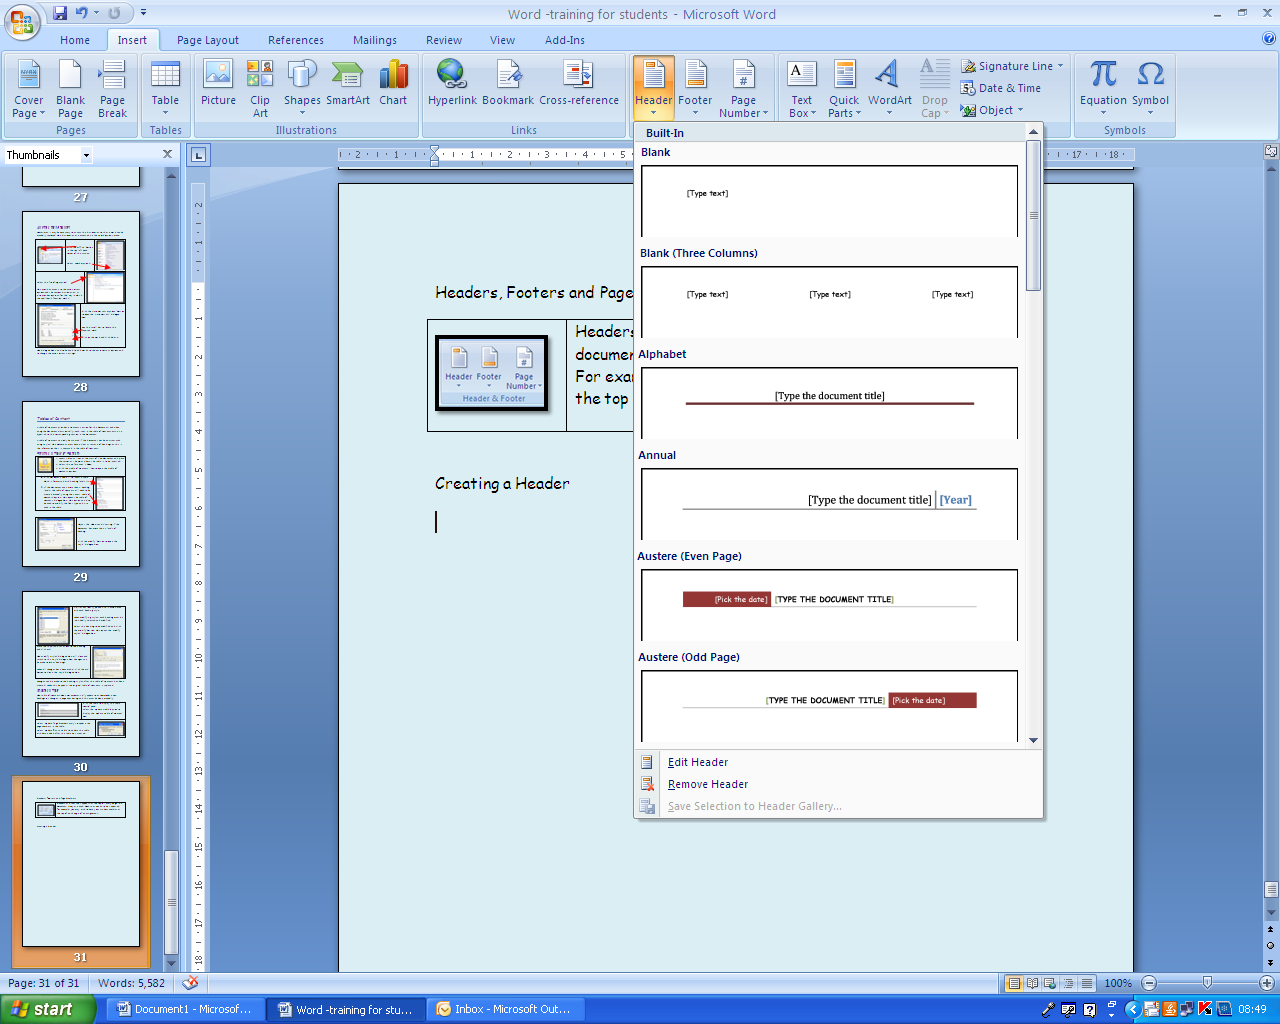 Word -training for students - Microsoft Word
Home Insert Page Layout References Mailings Review View Add-Ins
Cover Page
Blank Page
Page Break
Pages
Table
Tables
Picture
Clip Art
Shapes
SmartArt
Chart
Illustrations
Hyperlink
Bookmark
Cross-reference
Links
Header
Footer
Page Number
Text Box
Quick Parts
WordArt
Drop Cap
Signature Line
Date & Time
Object
Equation
Symbol
Symbols
Thumbnails
27
28
29
30
31
Headers, Footers and Page
Header
Footer
Page Number
Header & Footer
Headers
documen
For exar
the top
Creating a Header
Built-In
Blank
[Type text]
Blank (Three Columns)
[Type text] [Type text] [Type text]
Alphabet
[Type the document title]
Annual
[Type the document title] [Year]
Austere (Even Page)
[Pick the date] [TYPE THE DOCUMENT TITLE]
Austere (Odd Page)
[TYPE THE DOCUMENT TITLE] [Pick the date]
Edit Header
Remove Header
Save Selection to Header Gallery...
Page: 31 of 31 Words: 5,582
100%
start
Document1 - Microsof...
Word -training for stu...
Inbox - Microsoft Out...
08:49